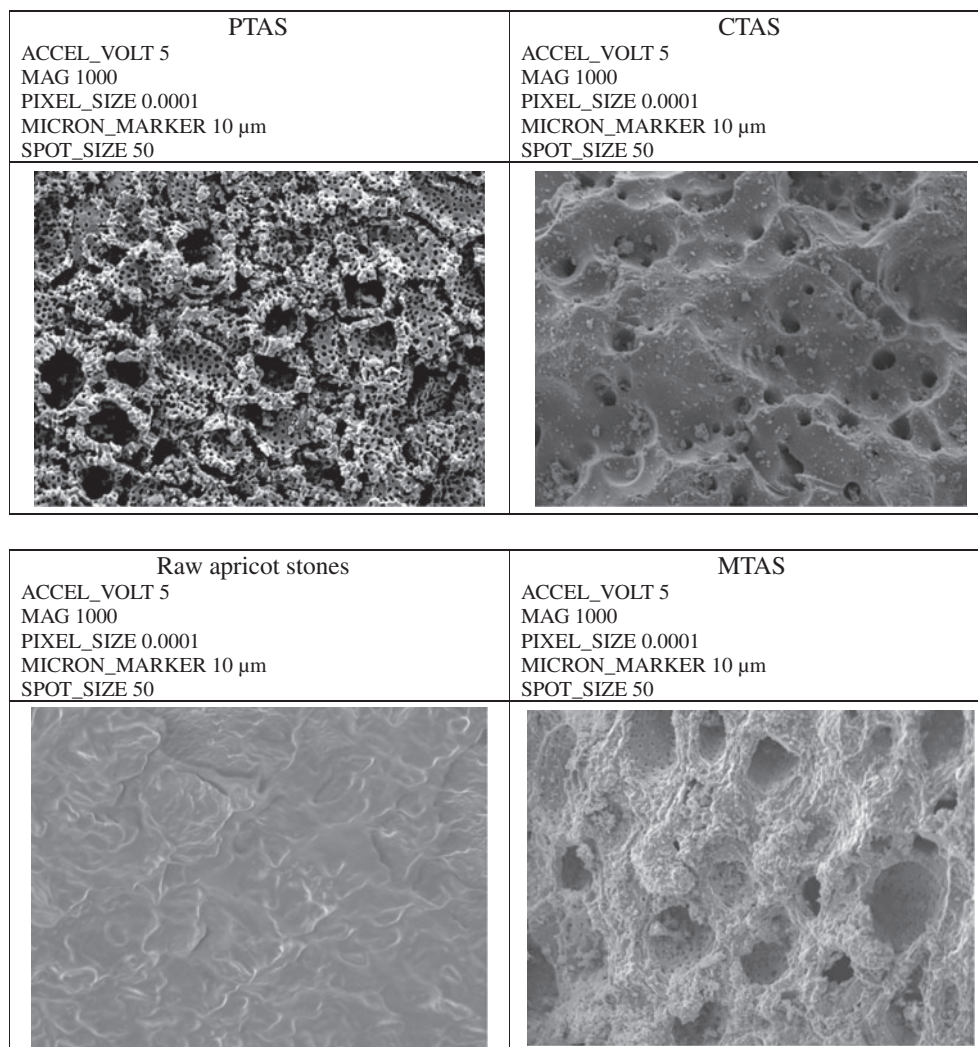 PTAS
ACCEL_VOLT 5
MAG 1000
PIXEL_SIZE 0.0001
MICRON_MARKER 10 µm
SPOT_SIZE 50
CTAS
ACCEL_VOLT 5
MAG 1000
PIXEL_SIZE 0.0001
MICRON_MARKER 10 µm
SPOT_SIZE 50
Raw apricot stones
ACCEL_VOLT 5
MAG 1000
PIXEL_SIZE 0.0001
MICRON_MARKER 10 µm
SPOT_SIZE 50
MTAS
ACCEL_VOLT 5
MAG 1000
PIXEL_SIZE 0.0001
MICRON_MARKER 10 µm
SPOT_SIZE 50